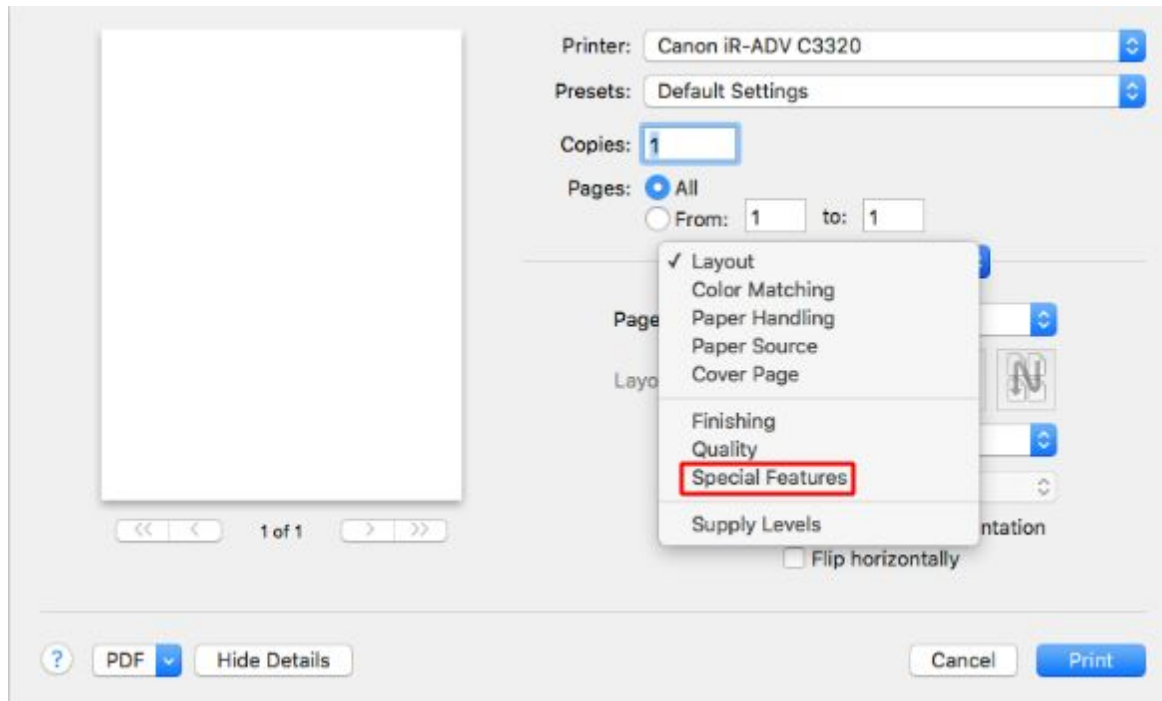 Printer: Canon iR-ADV C3320
Presets: Default Settings
Copies: 1
Pages: All
From: 1 to: 1
✓ Layout
Color Matching
Page Paper Handling
Paper Source
Layo Cover Page
Finishing
Quality
Special Features
Supply Levels
ntation
Flip horizontally
<< < 1 of 1 > >>
? PDF Hide Details Cancel Print